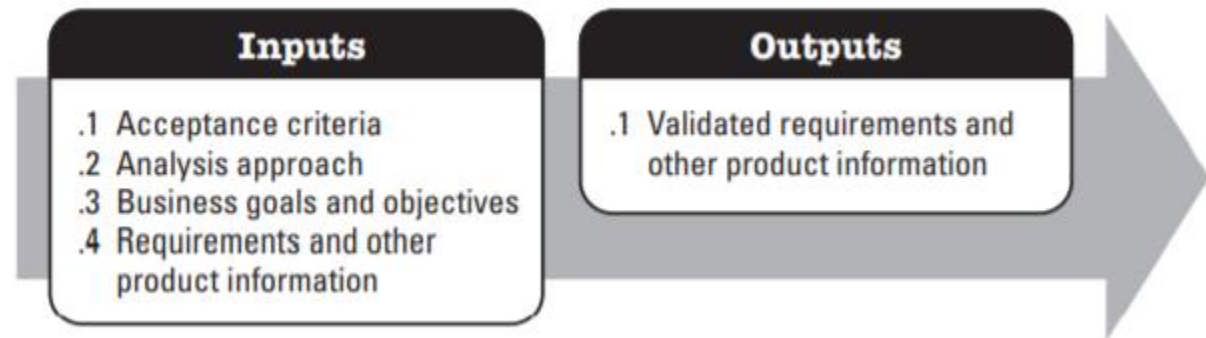 Inputs
.1 Acceptance criteria
.2 Analysis approach
.3 Business goals and objectives
.4 Requirements and other
product information
Outputs
.1 Validated requirements and
other product information